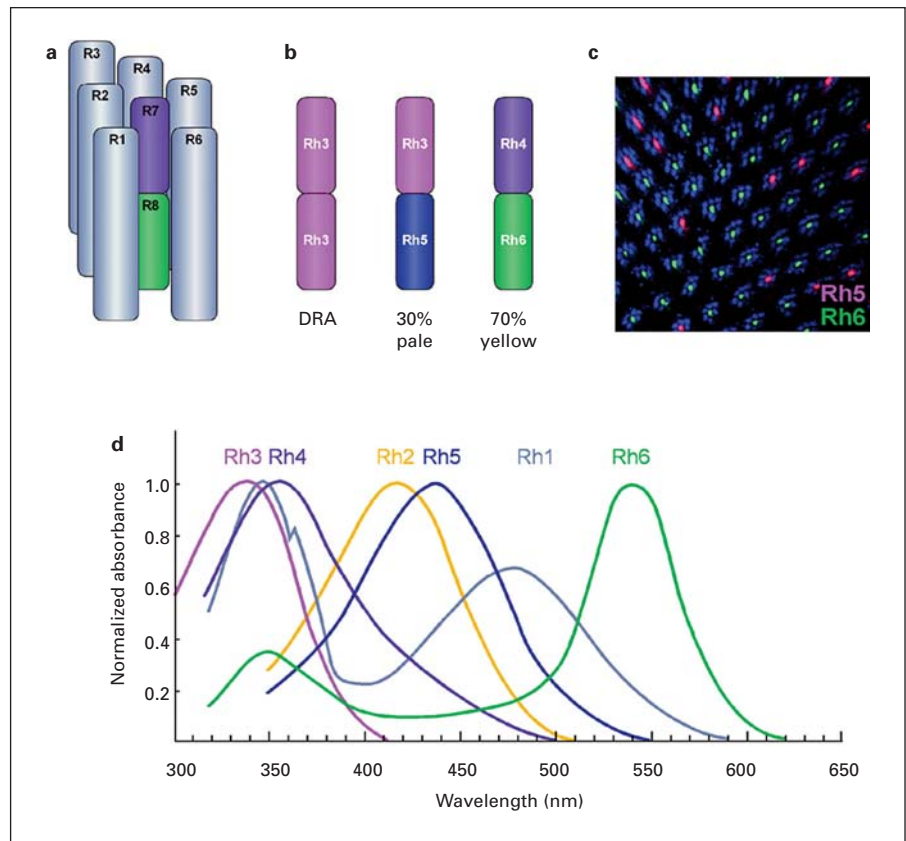 a
R3
R4
R2
R5
R7
R1
R6
R8
b
Rh3
Rh3
Rh4
Rh3
Rh5
Rh6
DRA
30%
pale
70%
yellow
c
Rh5
Rh6
d
Rh3 Rh4 Rh2 Rh5 Rh1 Rh6
Normalized absorbance
1.0
0.8
0.6
0.4
0.2
300 350 400 450 500 550 600 650
Wavelength (nm)